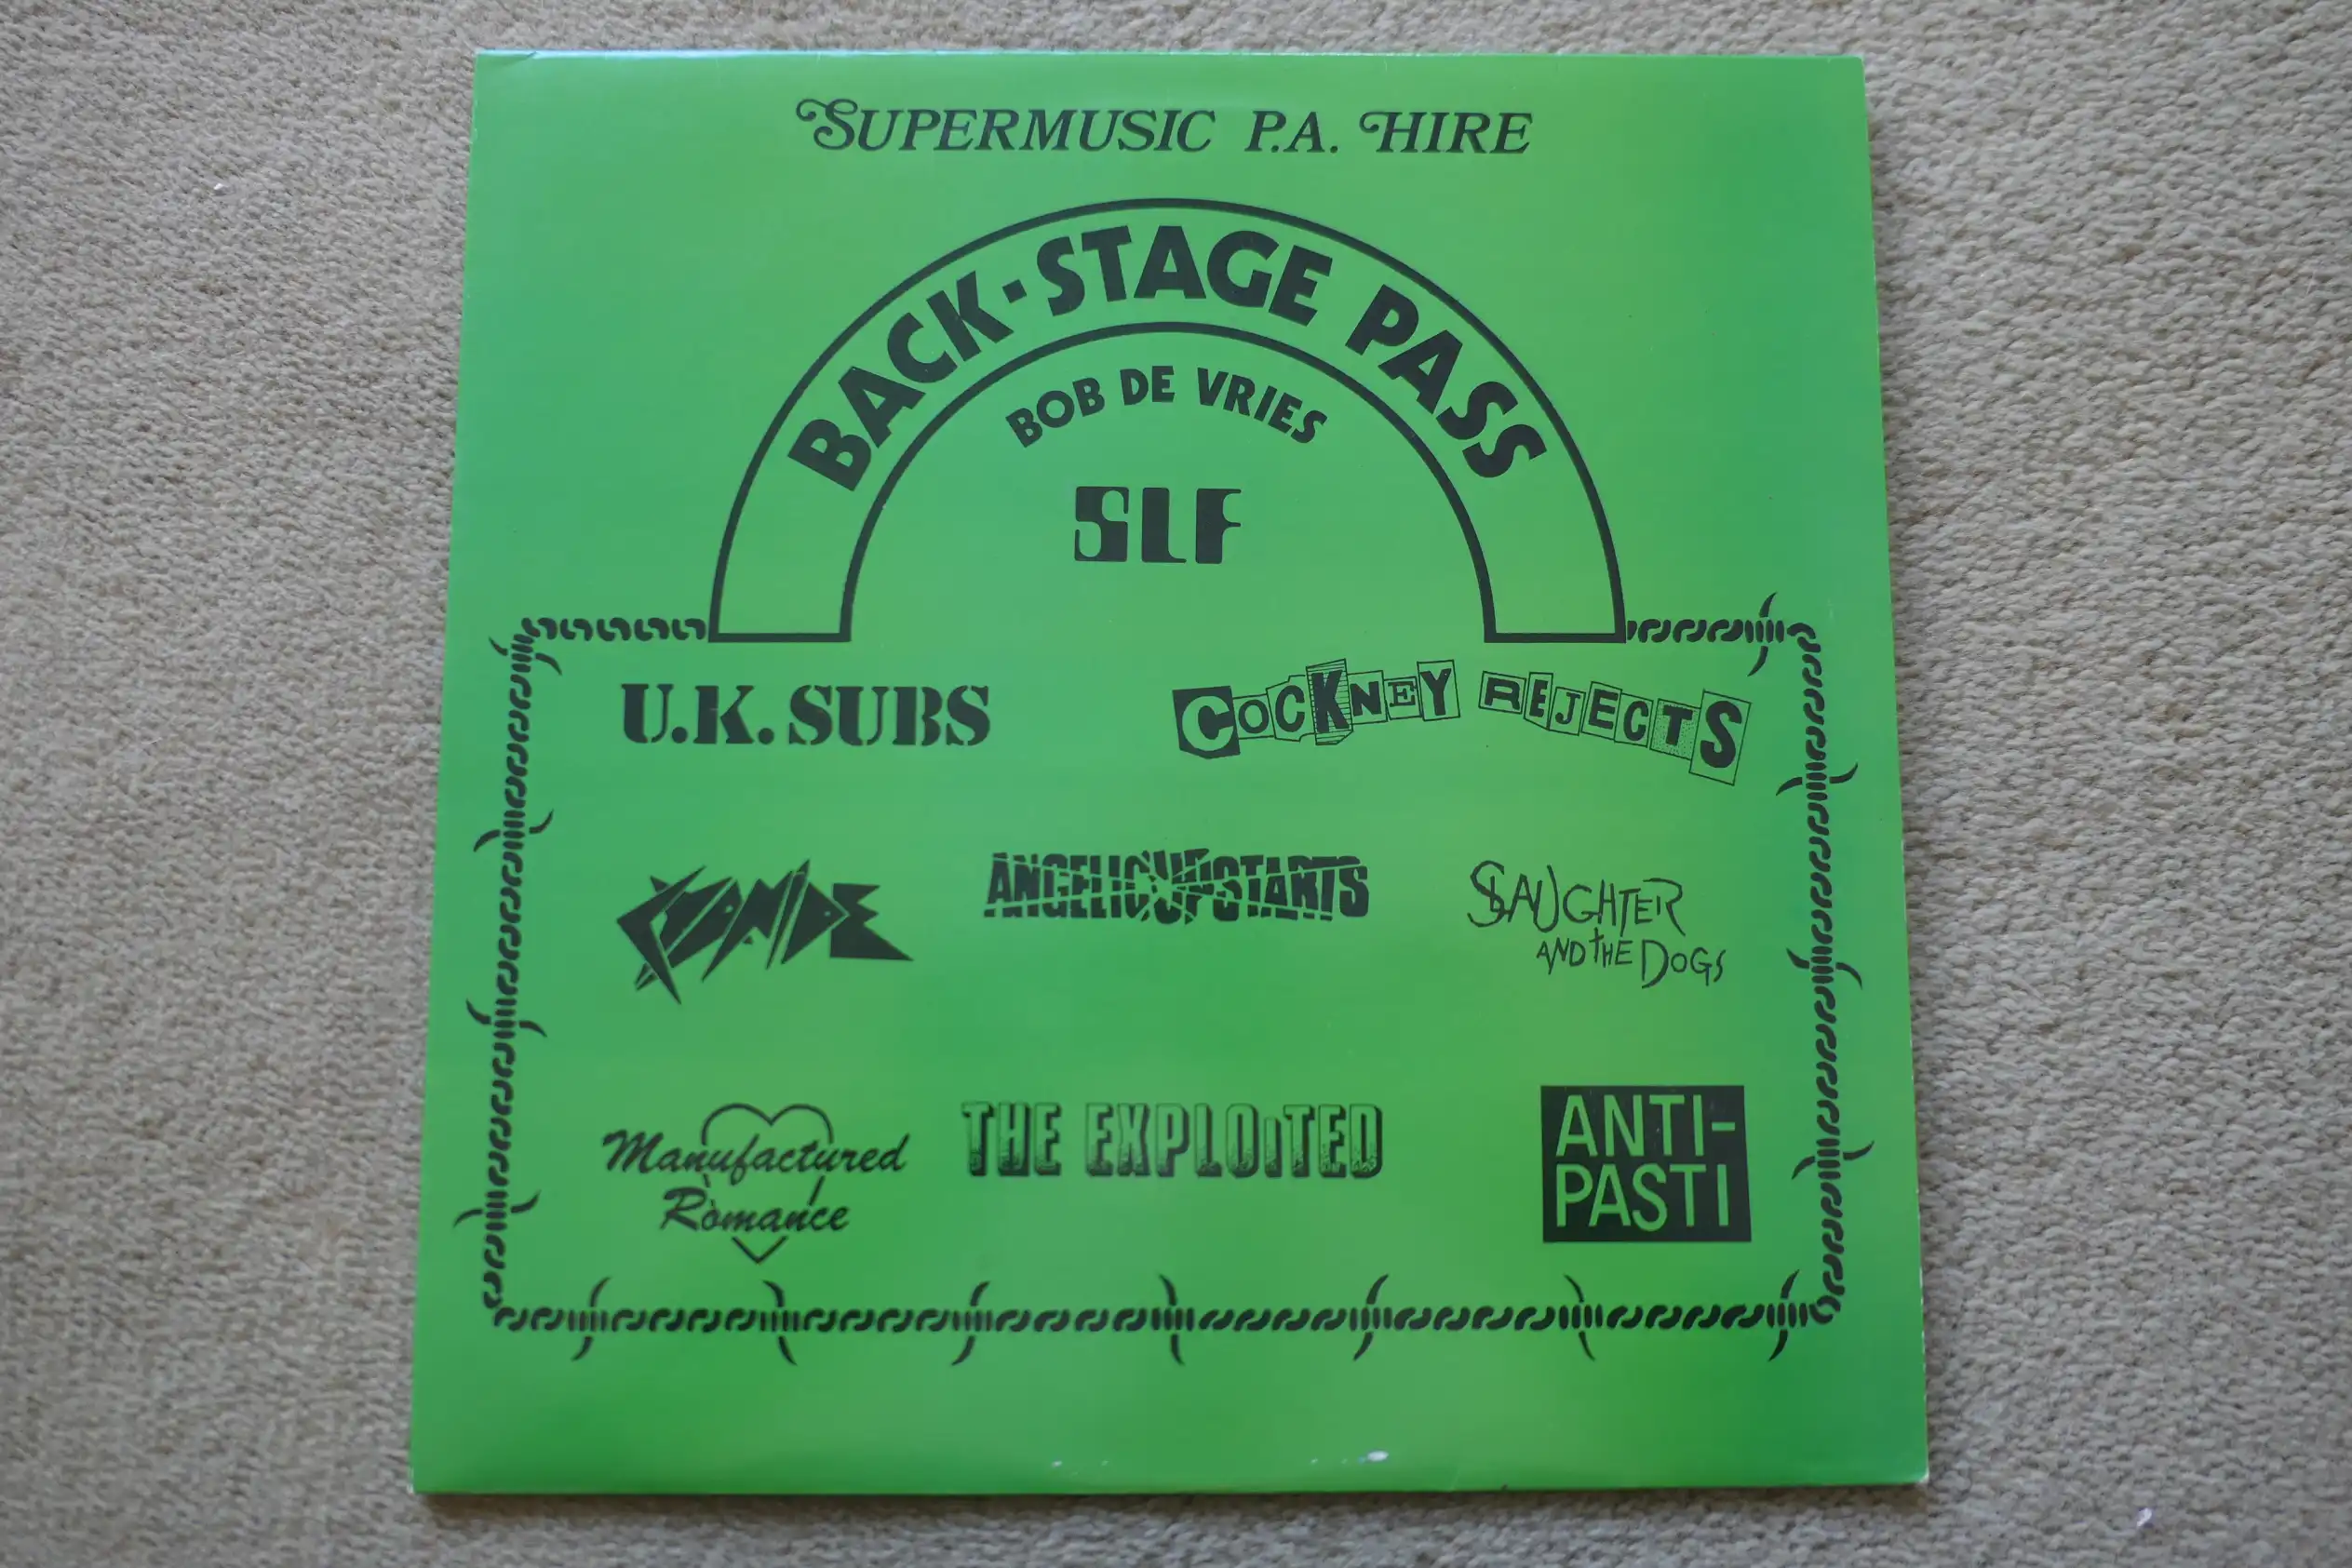 SUPERMUSIC P.A. HIRE
BACK·STAGE PASS
BOB DE VRIES
SLF
U.K. SUBS
COCKNEY REJECTS
CYANIDE
ANGELIC UPSTARTS
SLAUGHTER
AND THE DOGS
Manufactured
Romance
THE EXPLOiTED
ANTI-
PASTI